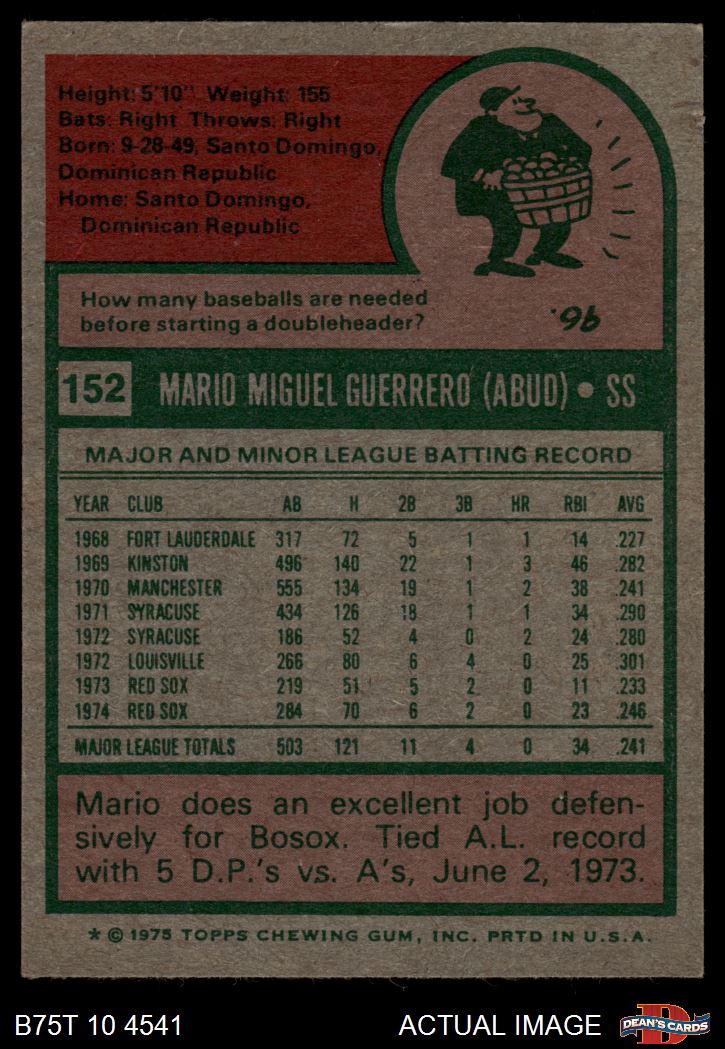 Height: 5'10" Weight: 155
Bats: Right Throws: Right
Born: 9-28-49, Santo Domingo,
Dominican Republic
Home: Santo Domingo,
Dominican Republic
How many baseballs are needed
before starting a doubleheader?
96.
152 MARIO MIGUEL GUERRERO (ABUD) • SS
MAJOR AND MINOR LEAGUE BATTING RECORD
YEAR CLUB AB H 2B 3B HR RBI AVG
1968 FORT LAUDERDALE 317 72 5 1 1 14 .227
1969 KINSTON 496 140 22 1 3 46 .282
1970 MANCHESTER 555 134 19 1 2 38 .241
1971 SYRACUSE 434 126 18 1 1 34 .290
1972 SYRACUSE 186 52 4 0 2 24 .280
1972 LOUISVILLE 266 80 6 4 0 25 .301
1973 RED SOX 219 51 5 2 0 11 .233
1974 RED SOX 284 70 6 2 0 23 .246
MAJOR LEAGUE TOTALS 503 121 11 4 0 34 .241
Mario does an excellent job defen-
sively for Bosox. Tied A.L. record
with 5 D.P.'s vs. A's, June 2, 1973.
* © 1975 TOPPS CHEWING GUM, INC. PRTD IN U.S.A.
B75T 10 4541 ACTUAL IMAGE D DEAN'S CARDS